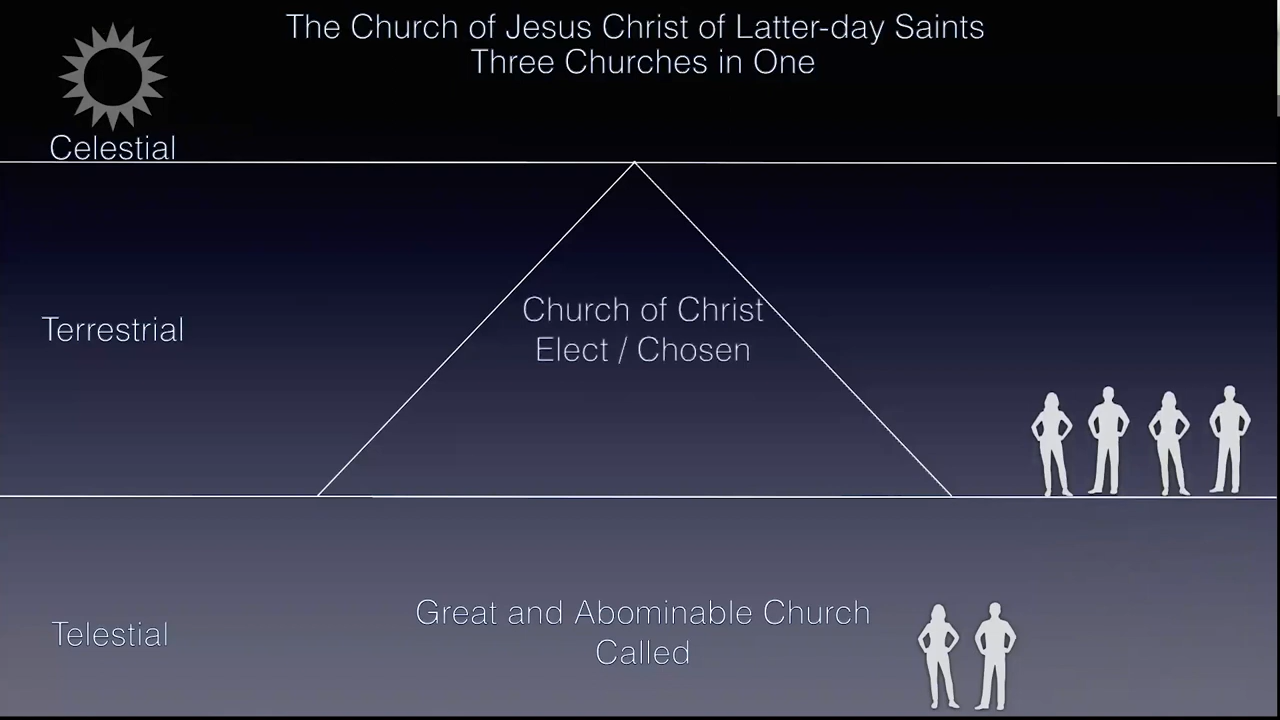 The Church of Jesus Christ of Latter-day Saints
Three Churches in One
Celestial
Church of Christ
Elect / Chosen
Terrestrial
Great and Abominable Church
Called
Telestial